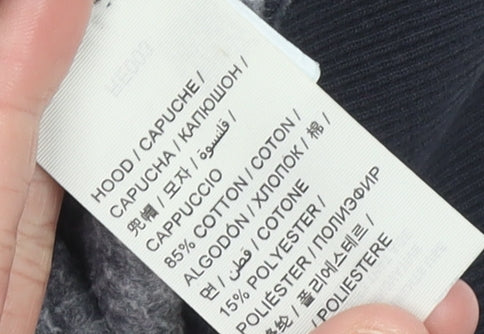 HOOD / CAPUCHE /
CAPUCHA / КАПЮШОН /
兜帽 / 모자 / قلنسوة /
CAPPUCCIO
85% COTTON / COTON /
ALGODÓN / ХЛОПОК / 棉 /
면 / قطن / COTONE
15% POLYESTER /
POLIÉSTER / ПОЛИЭФИР
/ 폴리에스테르 /
POLIESTERE